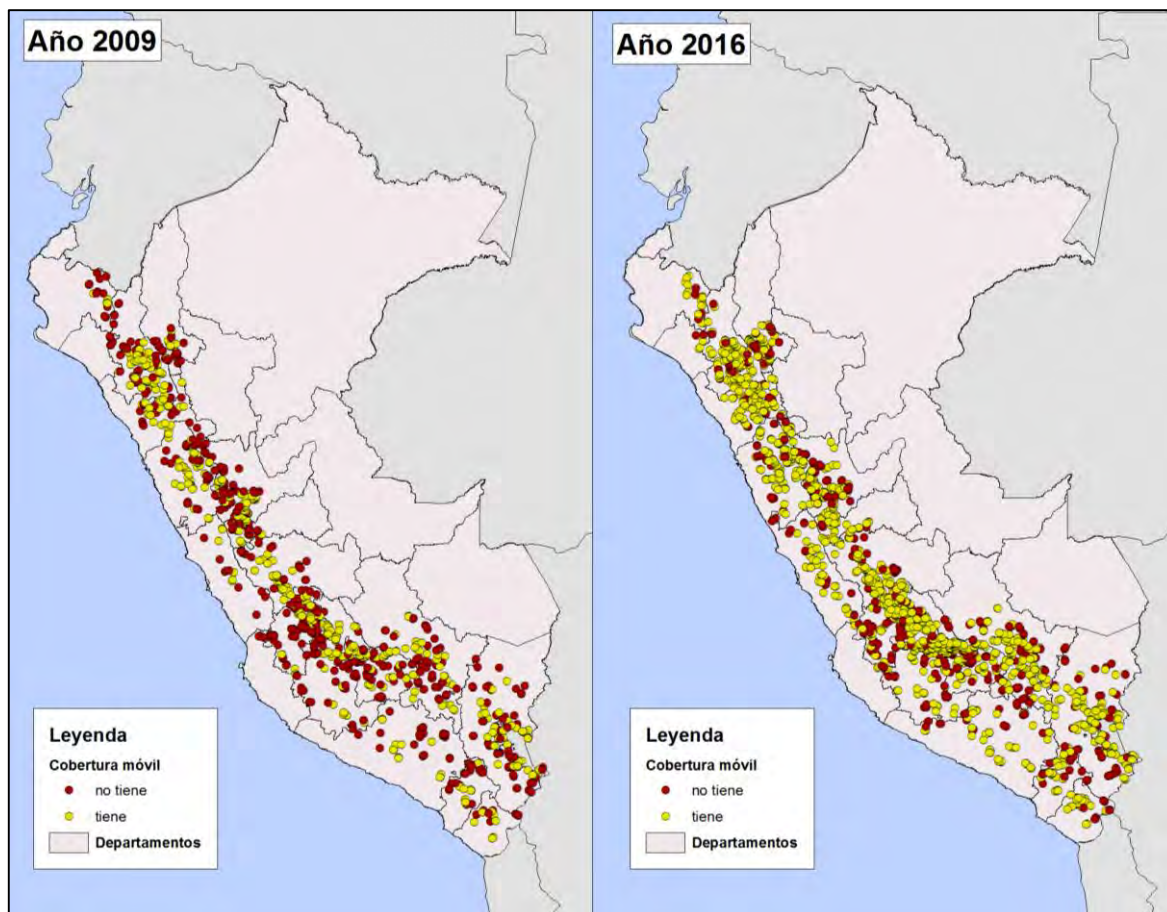 Año 2009
Leyenda
Cobertura móvil
no tiene
tiene
Departamentos
Año 2016
Leyenda
Cobertura móvil
no tiene
tiene
Departamentos